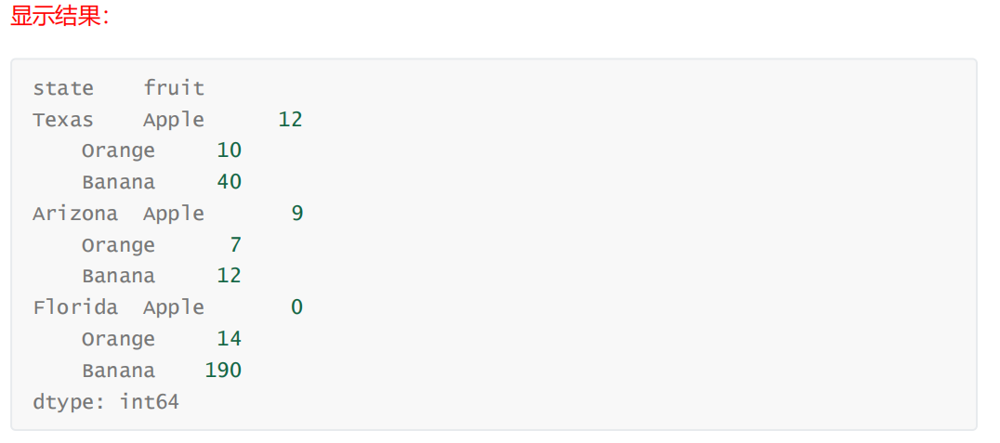 显示结果：
state    fruit
Texas    Apple      12
    Orange     10
    Banana     40
Arizona  Apple       9
    Orange      7
    Banana     12
Florida  Apple       0
    Orange     14
    Banana    190
dtype: int64